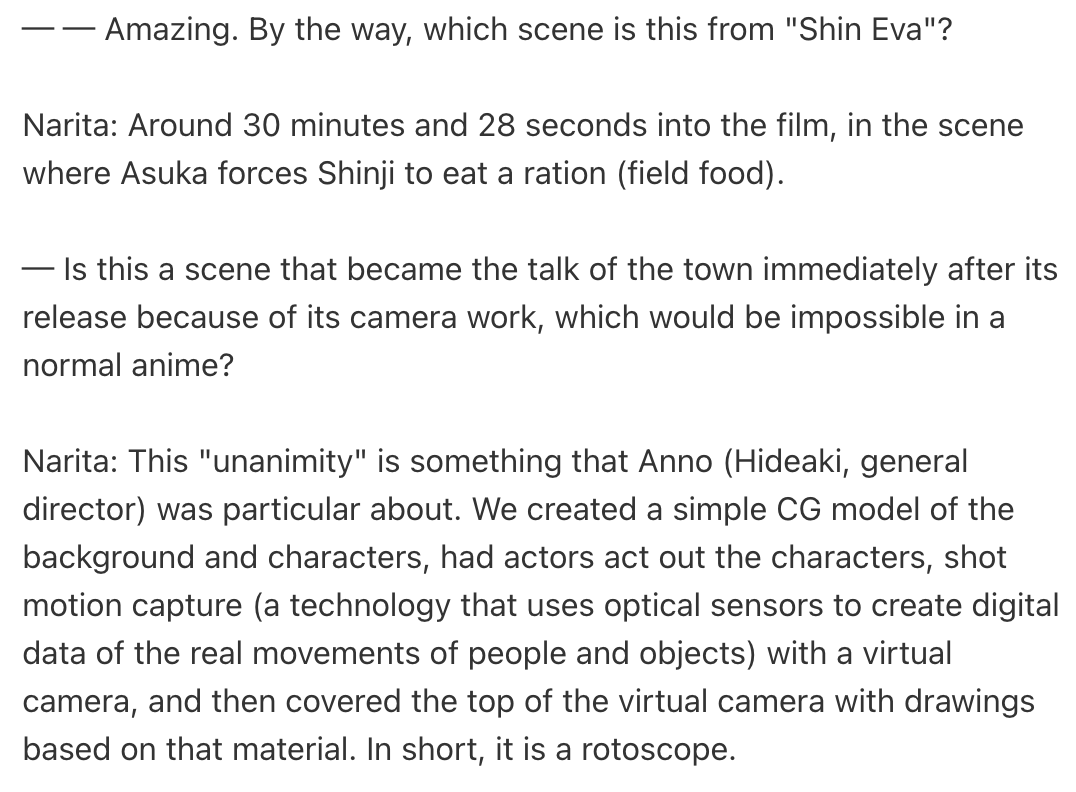 — — Amazing. By the way, which scene is this from "Shin Eva"?
Narita: Around 30 minutes and 28 seconds into the film, in the scene
where Asuka forces Shinji to eat a ration (field food).
— Is this a scene that became the talk of the town immediately after its
release because of its camera work, which would be impossible in a
normal anime?
Narita: This "unanimity" is something that Anno (Hideaki, general
director) was particular about. We created a simple CG model of the
background and characters, had actors act out the characters, shot
motion capture (a technology that uses optical sensors to create digital
data of the real movements of people and objects) with a virtual
camera, and then covered the top of the virtual camera with drawings
based on that material. In short, it is a rotoscope.